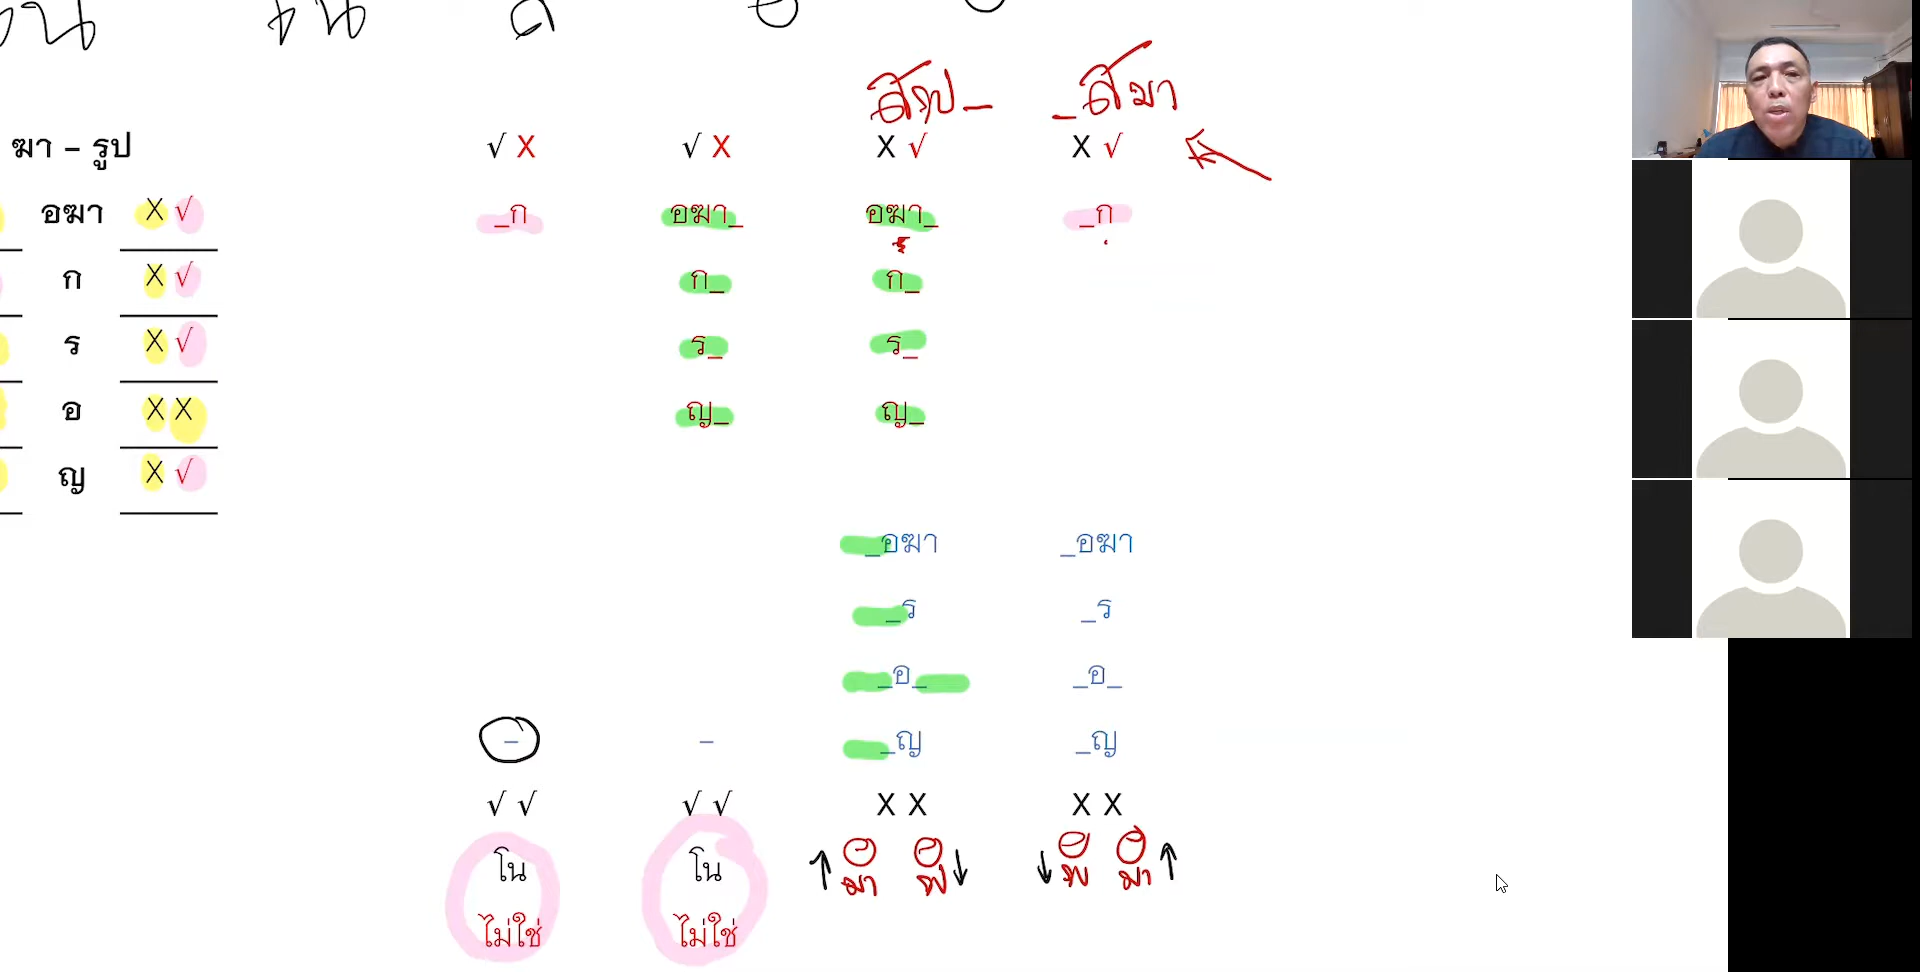 สีรูป_ _สีฆา
ฆา – รูป √ X √ X X √ X √
อฆา X √ _ก อฆา_ อฆา_ _ก
ก X √ ก_ ก_
ร X √ ร_ ร_
อ X X
ญ X √ ญ_ ญ_
_อฆา _อฆา
_ร _ร
_อ_ _อ_
– – _ญ _ญ
√ √ √ √ X X X X
โน โน
ไม่ใช่ ไม่ใช่